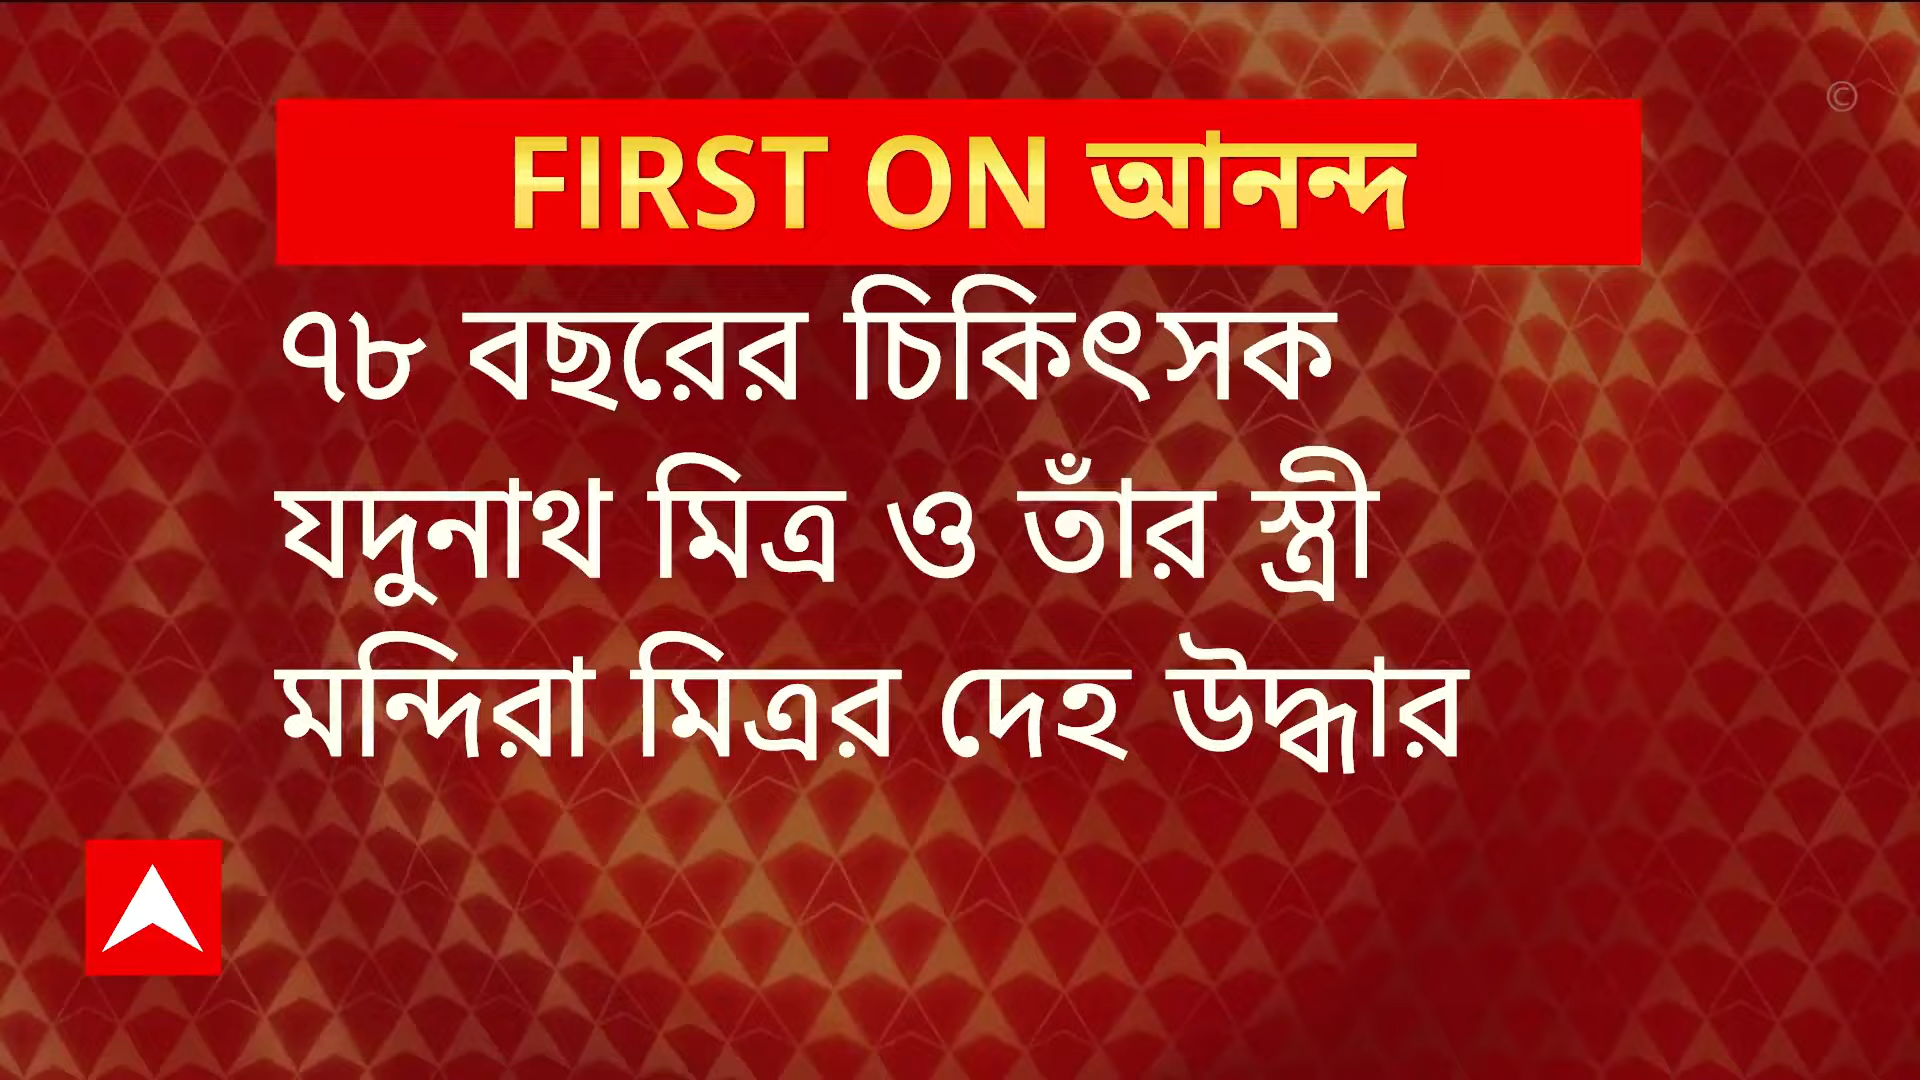 ©
FIRST ON আনন্দ
৭৮ বছরের চিকিৎসক
যদুনাথ মিত্র ও তাঁর স্ত্রী
মন্দিরা মিত্রর দেহ উদ্ধার